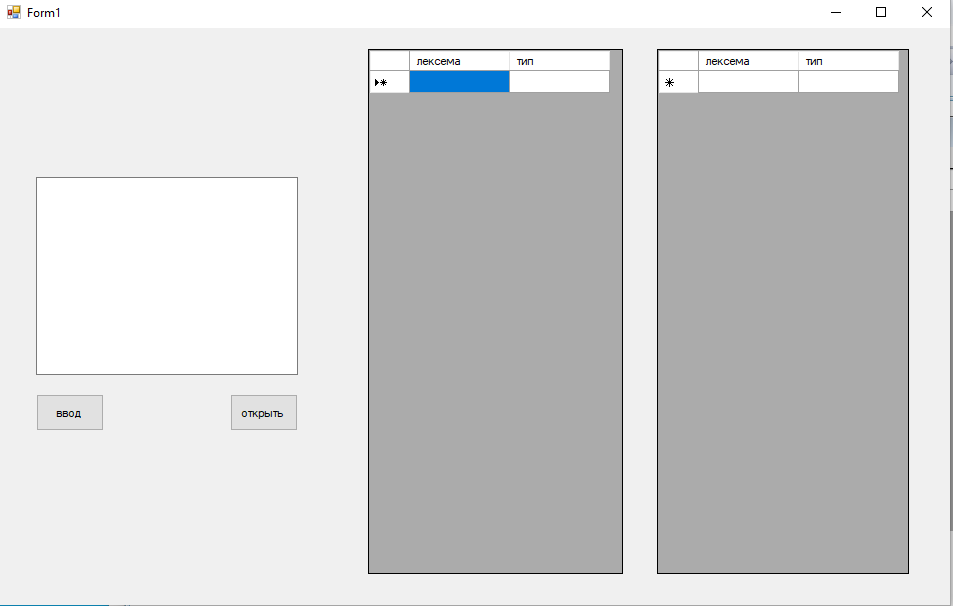 Form1
лексема тип
лексема тип
ввод
открыть